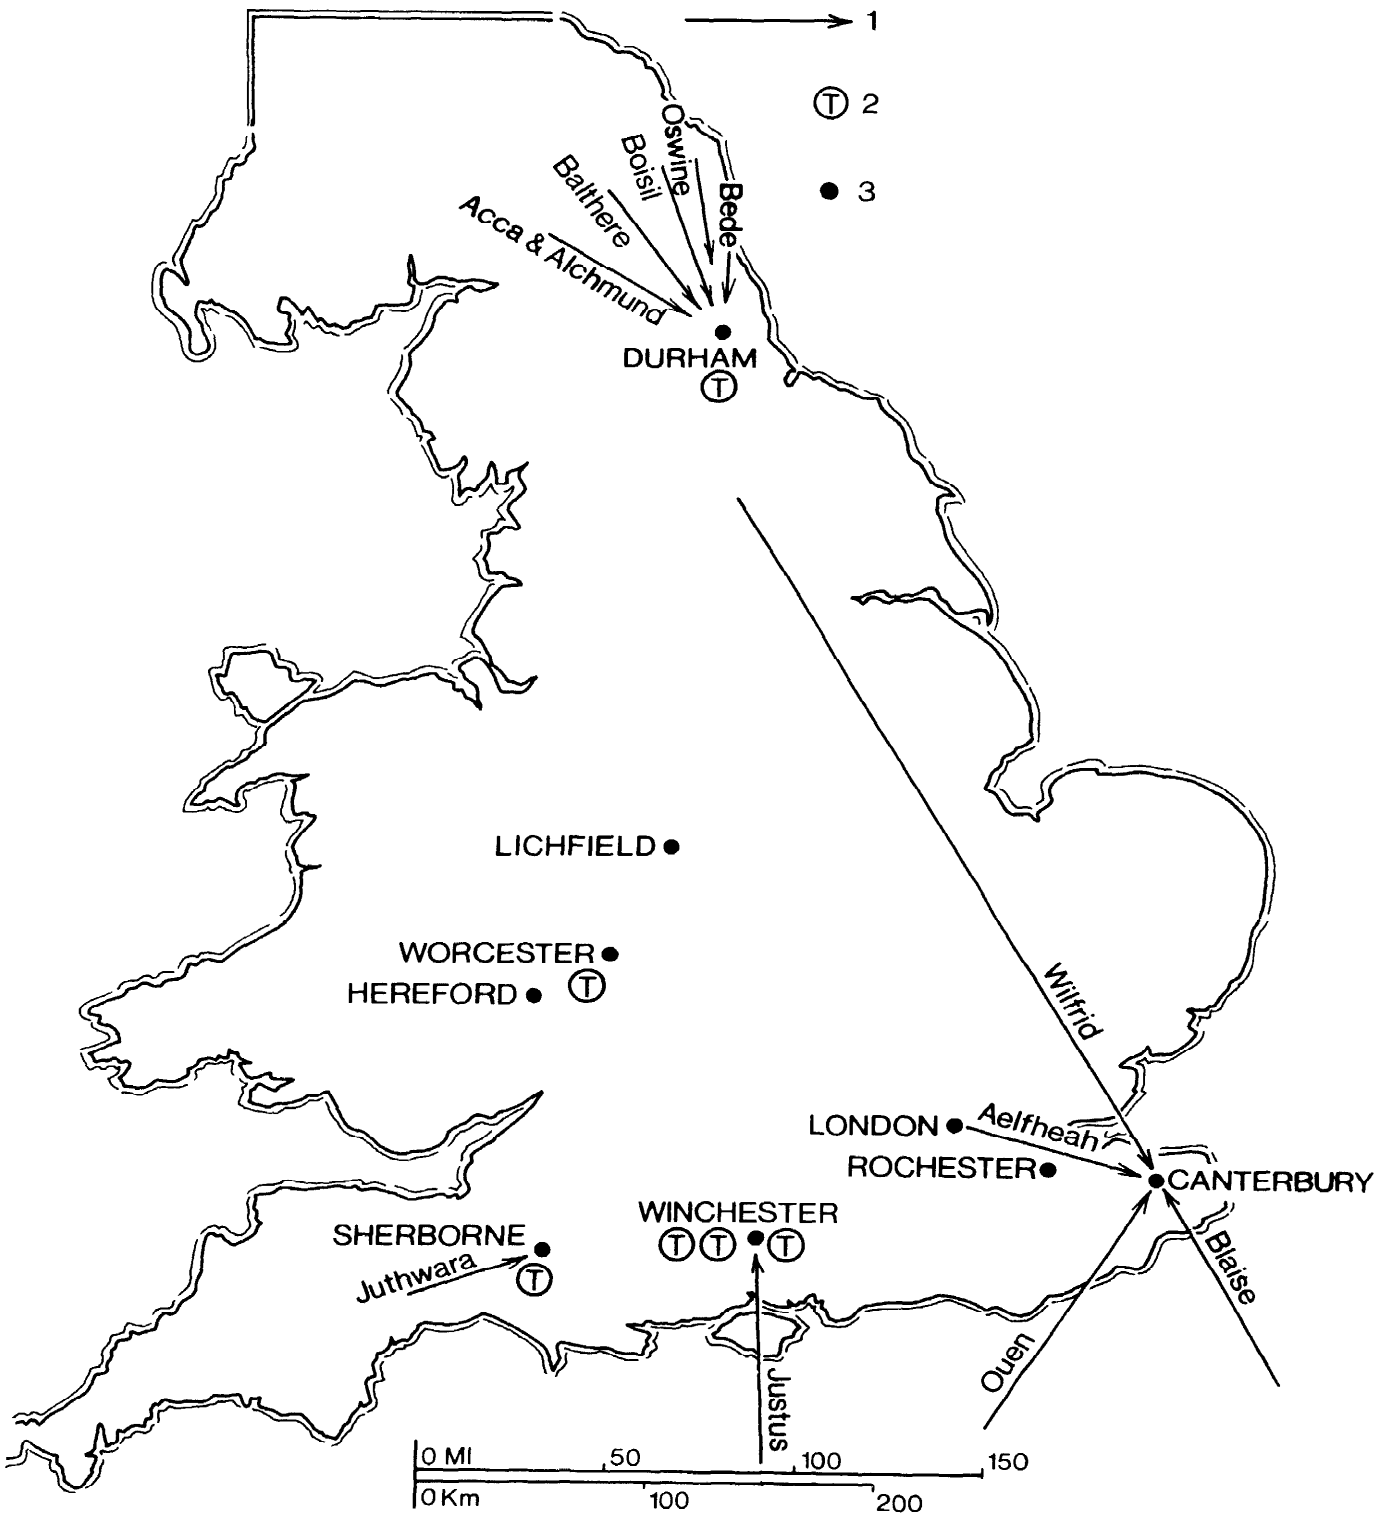 1
T 2
3
Oswine
Boisil
Bede
Balthere
Acca & Alchmund
DURHAM
T
LICHFIELD
WORCESTER
T
HEREFORD
Wilfrid
LONDON
Aelfheah
ROCHESTER
CANTERBURY
WINCHESTER
T T T
SHERBORNE
T
Juthwara
Blaise
Ouen
Justus
0 MI 50 100 150
0 Km 100 200